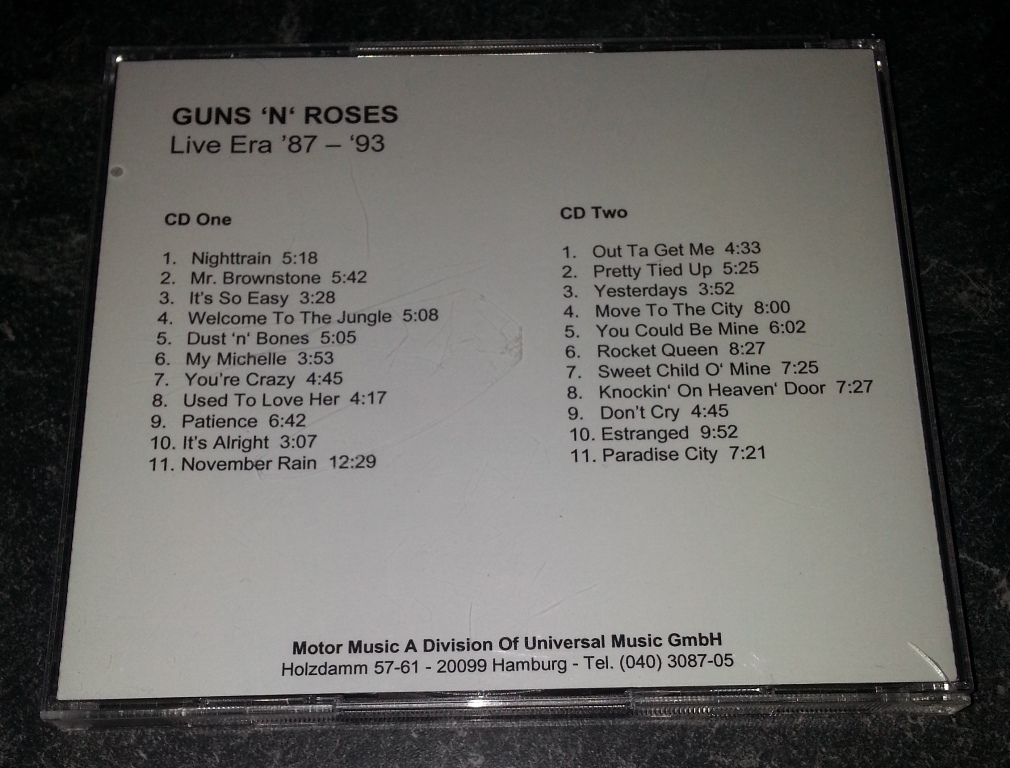 GUNS ‘N‘ ROSES
Live Era ’87 – ‘93
CD One
1. Nighttrain 5:18
2. Mr. Brownstone 5:42
3. It’s So Easy 3:28
4. Welcome To The Jungle 5:08
5. Dust ‘n‘ Bones 5:05
6. My Michelle 3:53
7. You’re Crazy 4:45
8. Used To Love Her 4:17
9. Patience 6:42
10. It’s Alright 3:07
11. November Rain 12:29
CD Two
1. Out Ta Get Me 4:33
2. Pretty Tied Up 5:25
3. Yesterdays 3:52
4. Move To The City 8:00
5. You Could Be Mine 6:02
6. Rocket Queen 8:27
7. Sweet Child O‘ Mine 7:25
8. Knockin‘ On Heaven‘ Door 7:27
9. Don’t Cry 4:45
10. Estranged 9:52
11. Paradise City 7:21
Motor Music A Division Of Universal Music GmbH
Holzdamm 57-61 - 20099 Hamburg - Tel. (040) 3087-05